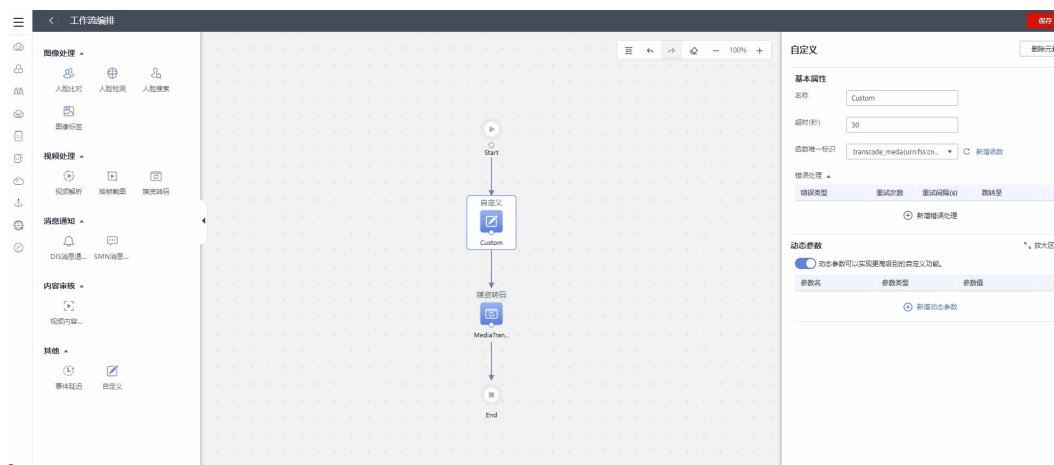 工作流编排
保存
图像处理
人脸比对 人脸检测 人脸搜索
图像标签
视频处理
视频解析 抽帧截图 媒资转码
消息通知
DIS消息通... SMN消息...
内容审核
视频内容...
其他
事件延迟 自定义
100%
Start
自定义
Custom
媒资转码
MediaTran...
End
自定义
删除元
基本属性
名称 Custom
超时(秒) 30
函数唯一标识 transcode_meda(urn:fss:cn... 新增函数
错误处理
错误类型 重试次数 重试间隔(s) 跳转至
新增错误处理
动态参数 放大区
动态参数可以实现更高级别的自定义功能。
参数名 参数类型 参数值
新增动态参数